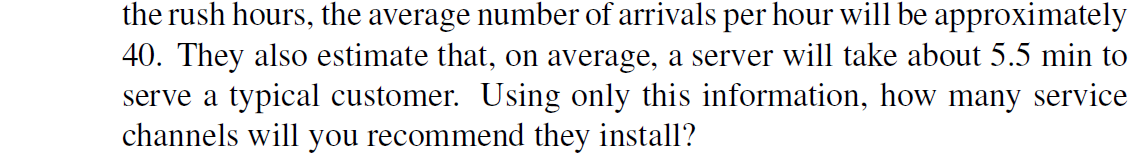 the rush hours, the average number of arrivals per hour will be approximately
40. They also estimate that, on average, a server will take about 5.5 min to
serve a typical customer. Using only this information, how many service
channels will you recommend they install?